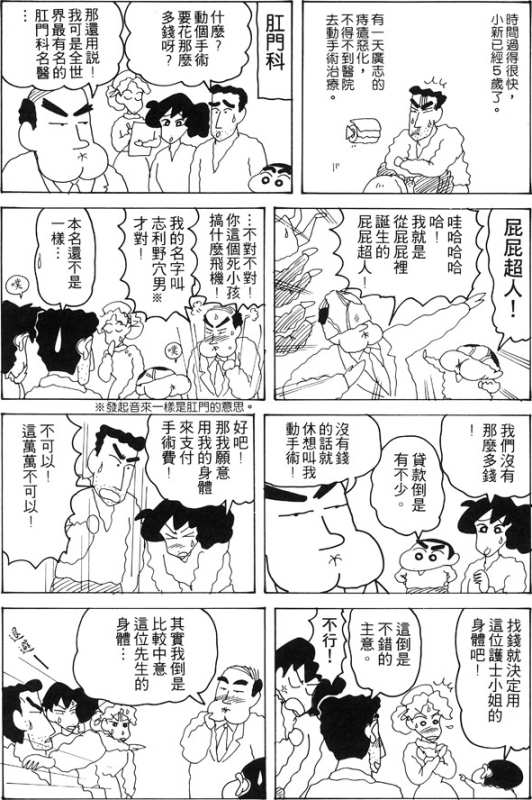 時間過得很快，
小新已經5歲了。
有一天廣志的
痔瘡惡化，
不得不到醫院
去動手術治療。
肛門科
什麼？
動個手術
要花那麼
多錢呀？
那還用說！
我可是全世
界最有名的
肛門科名醫
…
屁屁超人！
哇哈哈哈
哈！
我就是
從屁屁裡
誕生的
屁屁超人！
…不對不對！
你這個死小孩
搞什麼飛機！
我的名字叫
志利野穴男※
才對！
本名還不是
一樣…
噗
噗
※發起音來一樣是肛門的意思。
我們沒有
那麼多錢
！
貸款倒是
有不少。
沒有錢
的話就
休想叫我
動手術！
好吧！
那我願意
用我的身體
來支付
手術費！
不可以！
這萬萬不可以！
找錢就決定用
這位護士小姐的
身體吧！
這倒是
不錯的
主意。
不行！
其實我倒是
比較中意
這位先生的
身體…
退避